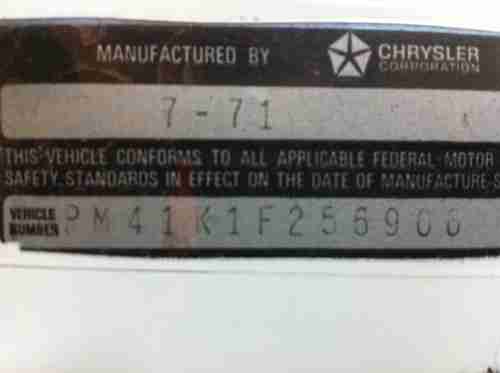 MANUFACTURED BY CHRYSLER
CORPORATION
7-71
THIS VEHICLE CONFORMS TO ALL APPLICABLE FEDERAL MOTOR
SAFETY STANDARDS IN EFFECT ON THE DATE OF MANUFACTURE
VEHICLE
NUMBER
PM41K1F256906